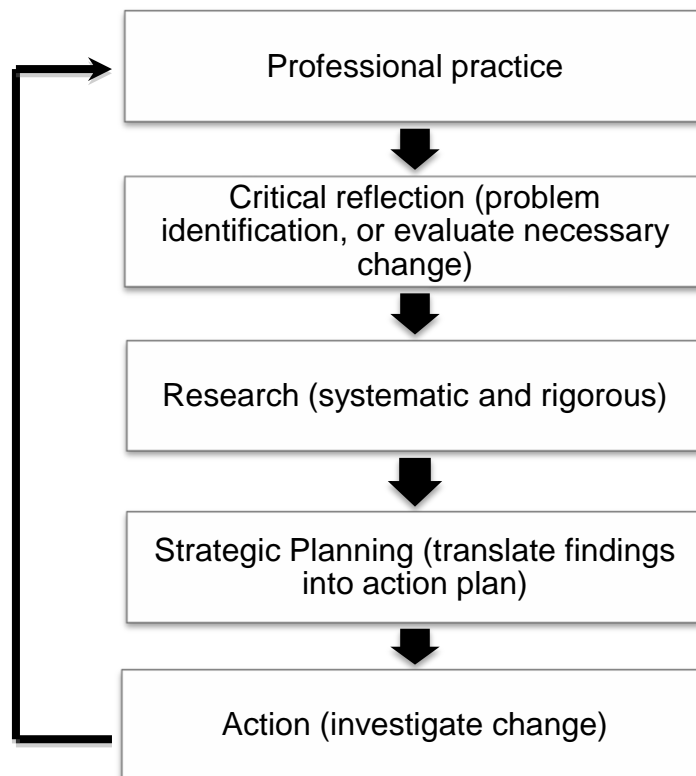 Professional practice
Critical reflection (problem
identification, or evaluate necessary
change)
Research (systematic and rigorous)
Strategic Planning (translate findings
into action plan)
Action (investigate change)